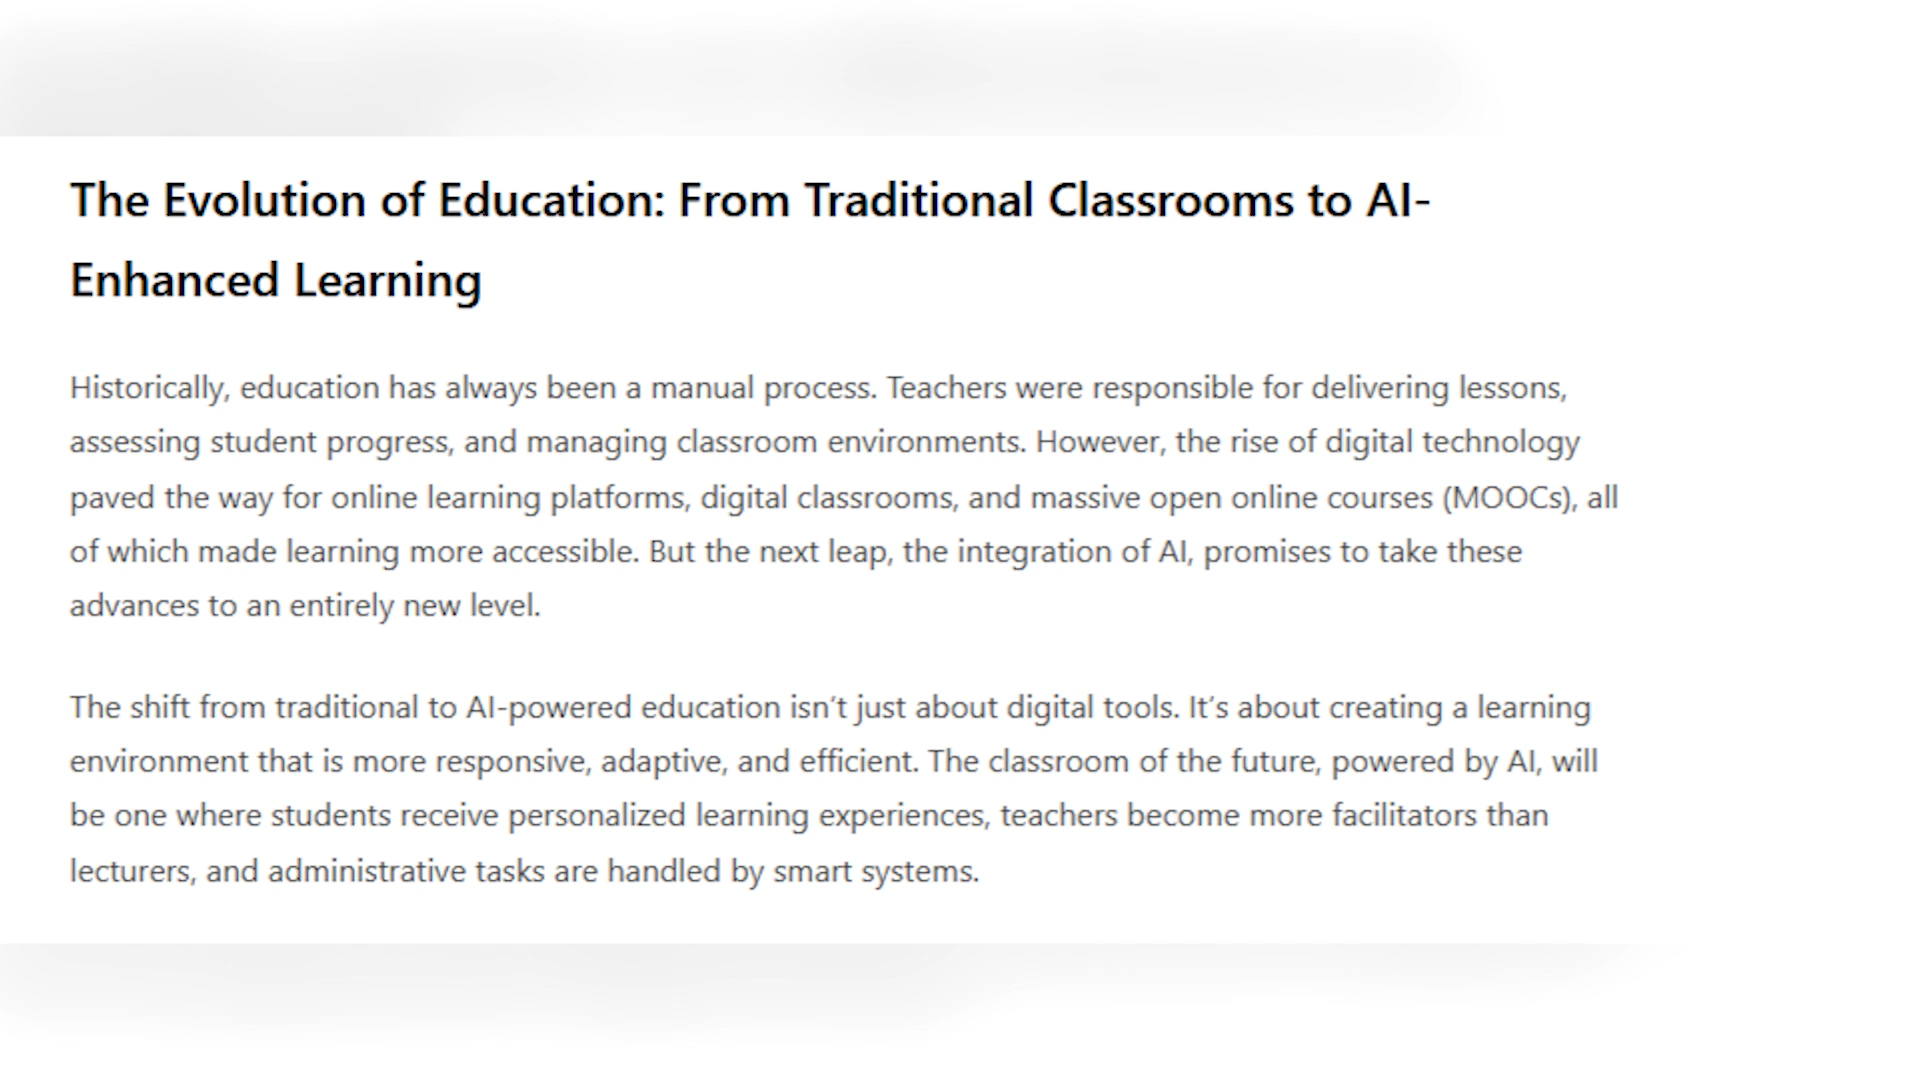 The Evolution of Education: From Traditional Classrooms to AI-
Enhanced Learning
Historically, education has always been a manual process. Teachers were responsible for delivering lessons,
assessing student progress, and managing classroom environments. However, the rise of digital technology
paved the way for online learning platforms, digital classrooms, and massive open online courses (MOOCs), all
of which made learning more accessible. But the next leap, the integration of AI, promises to take these
advances to an entirely new level.
The shift from traditional to AI-powered education isn’t just about digital tools. It’s about creating a learning
environment that is more responsive, adaptive, and efficient. The classroom of the future, powered by AI, will
be one where students receive personalized learning experiences, teachers become more facilitators than
lecturers, and administrative tasks are handled by smart systems.